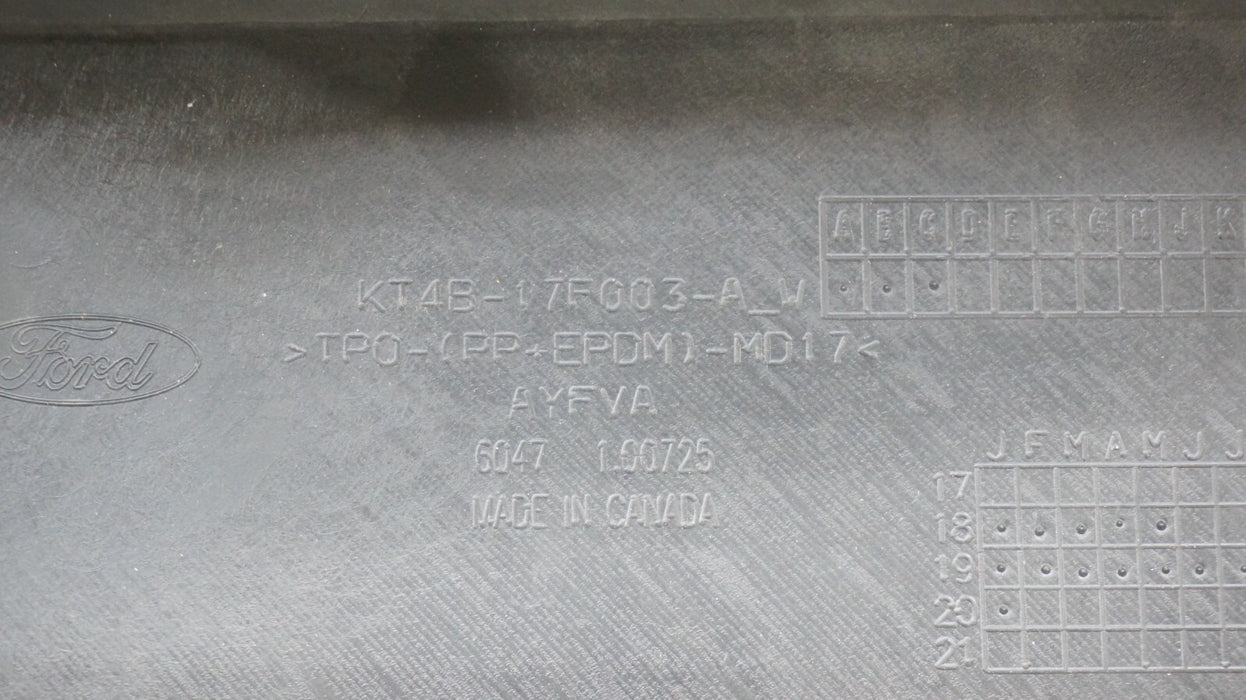 A B C D E F G H J K
KT4B-17F003-A_W
Ford
>TPO-(PP+EPDM)-MD17<
AYFVA
6047 1.00725
MADE IN CANADA
J F M A M J J
17
18
19
20
21